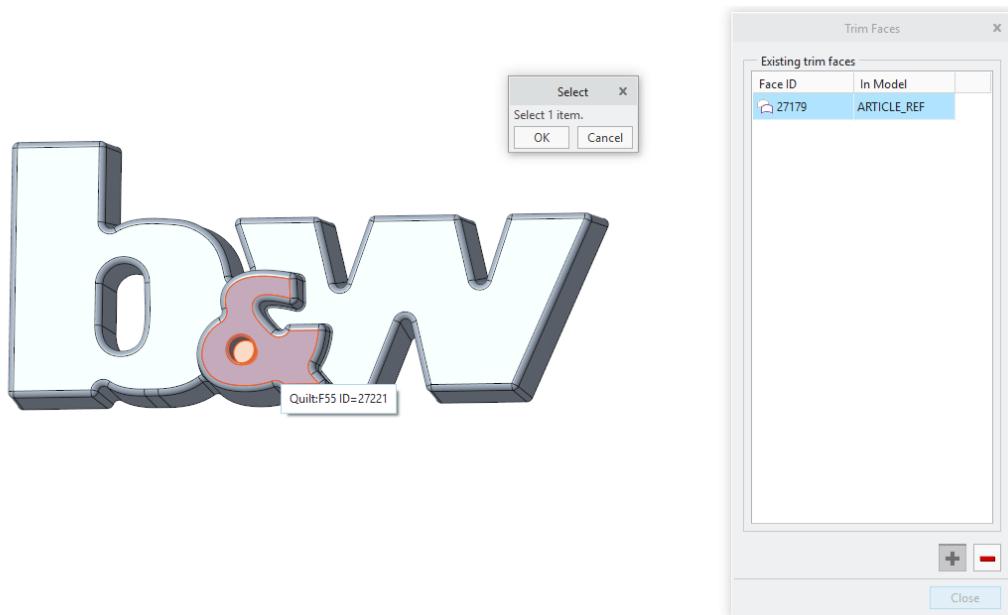 Trim Faces
x
Existing trim faces
Face ID In Model
27179 ARTICLE_REF
Close
Select x
Select 1 item.
OK Cancel
b&w
Quilt:F55 ID=27221